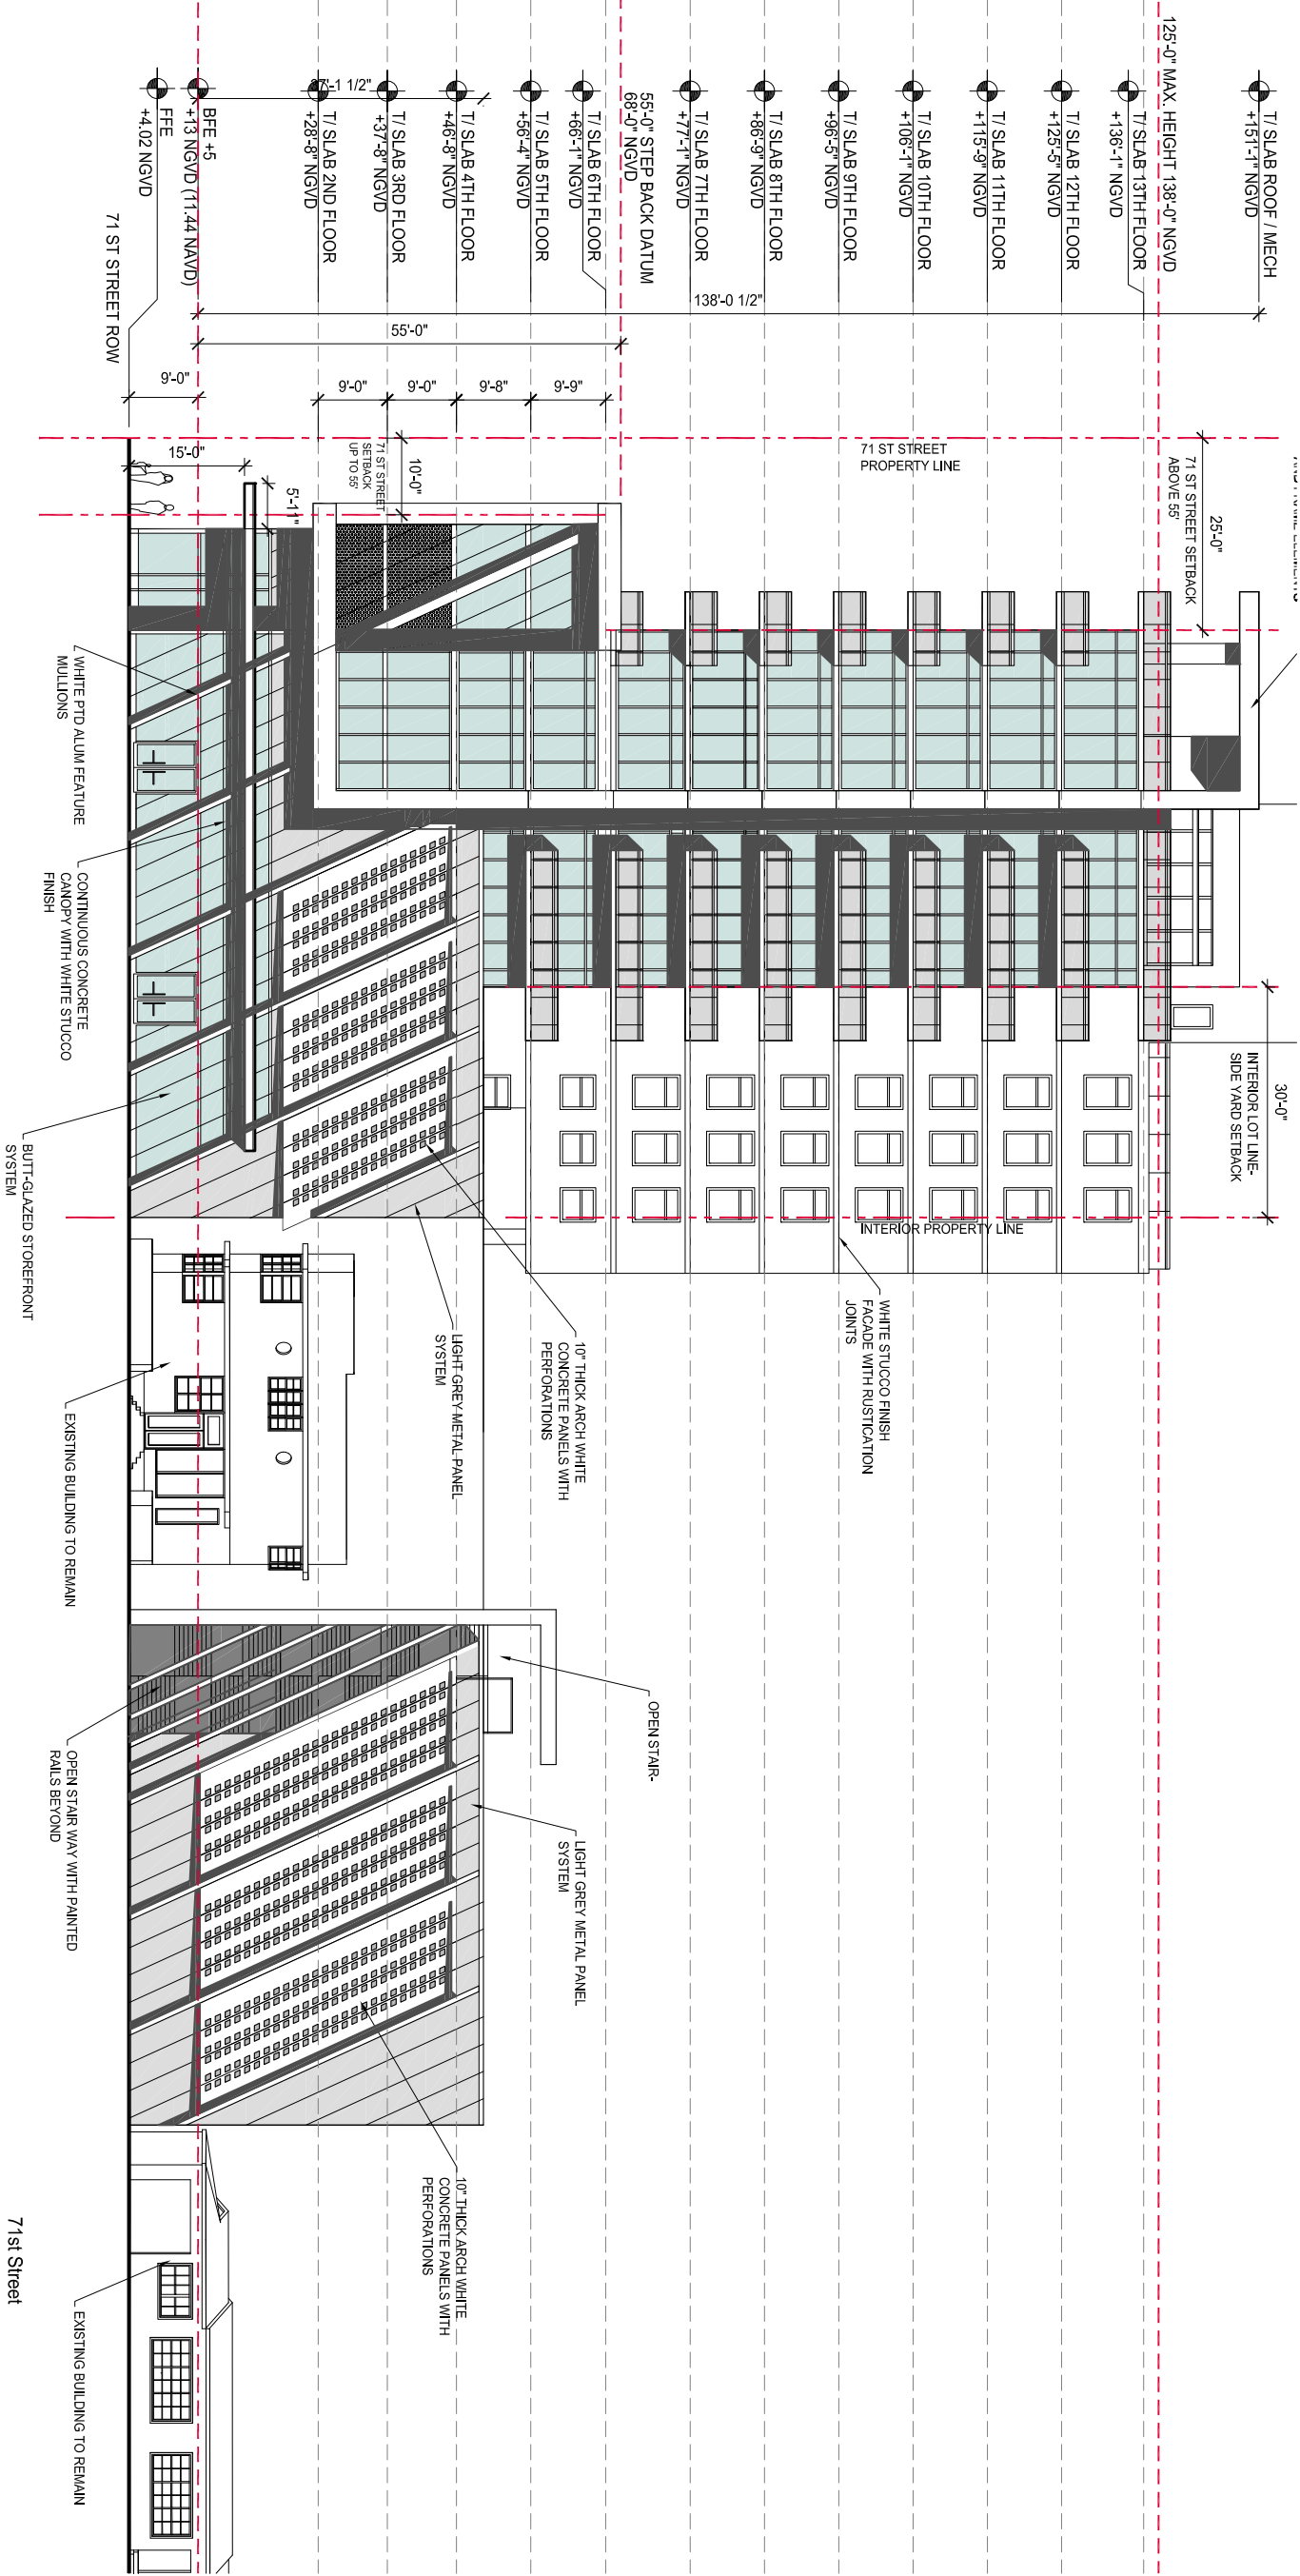 T/ SLAB ROOF / MECH
+151'-1" NGVD
125'-0" MAX. HEIGHT 138'-0" NGVD
T/ SLAB 13TH FLOOR
+136'-1" NGVD
T/ SLAB 12TH FLOOR
+125'-5" NGVD
T/ SLAB 11TH FLOOR
+115'-9" NGVD
T/ SLAB 10TH FLOOR
+106'-1" NGVD
T/ SLAB 9TH FLOOR
+96'-5" NGVD
T/ SLAB 8TH FLOOR
+86'-9" NGVD
T/ SLAB 7TH FLOOR
+77'-1" NGVD
55'-0" STEP BACK DATUM
68'-0" NGVD
T/ SLAB 6TH FLOOR
+66'-1" NGVD
T/ SLAB 5TH FLOOR
+56'-4" NGVD
T/ SLAB 4TH FLOOR
+46'-8" NGVD
T/ SLAB 3RD FLOOR
+37'-8" NGVD
T/ SLAB 2ND FLOOR
+28'-8" NGVD
37'-1 1/2"
BFE +5
+13 NGVD (11.44 NAVD)
FFE
+4.02 NGVD
71 ST STREET ROW
138'-0 1/2"
55'-0"
9'-0"
9'-0"
9'-0"
9'-8"
9'-9"
15'-0"
5'-11"
10'-0"
71 ST STREET
SETBACK
UP TO 55'
71 ST STREET
PROPERTY LINE
25'-0"
71 ST STREET SETBACK
ABOVE 55'
30'-0"
INTERIOR LOT LINE-
SIDE YARD SETBACK
INTERIOR PROPERTY LINE
WHITE STUCCO FINISH
FACADE WITH RUSTICATION
JOINTS
10" THICK ARCH WHITE
CONCRETE PANELS WITH
PERFORATIONS
LIGHT GREY METAL PANEL
SYSTEM
WHITE PTD ALUM FEATURE
MULLIONS
CONTINUOUS CONCRETE
CANOPY WITH WHITE STUCCO
FINISH
BUTT-GLAZED STOREFRONT
SYSTEM
EXISTING BUILDING TO REMAIN
OPEN STAIR-
LIGHT GREY METAL PANEL
SYSTEM
OPEN STAIR WAY WITH PAINTED
RAILS BEYOND
10" THICK ARCH WHITE
CONCRETE PANELS WITH
PERFORATIONS
EXISTING BUILDING TO REMAIN
71st Street